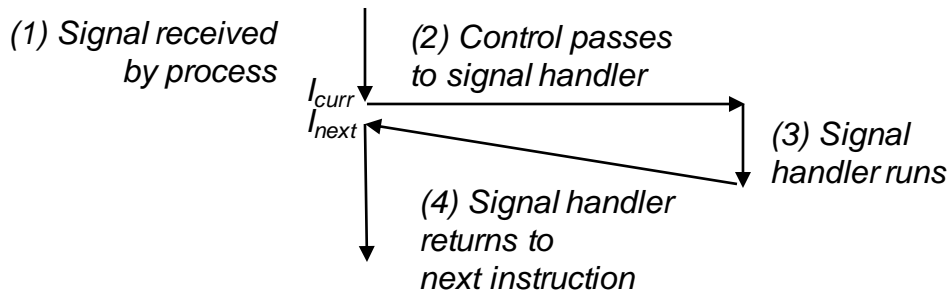 (1) Signal received
by process
(2) Control passes
to signal handler
Icurr
Inext
(3) Signal
handler runs
(4) Signal handler
returns to
next instruction